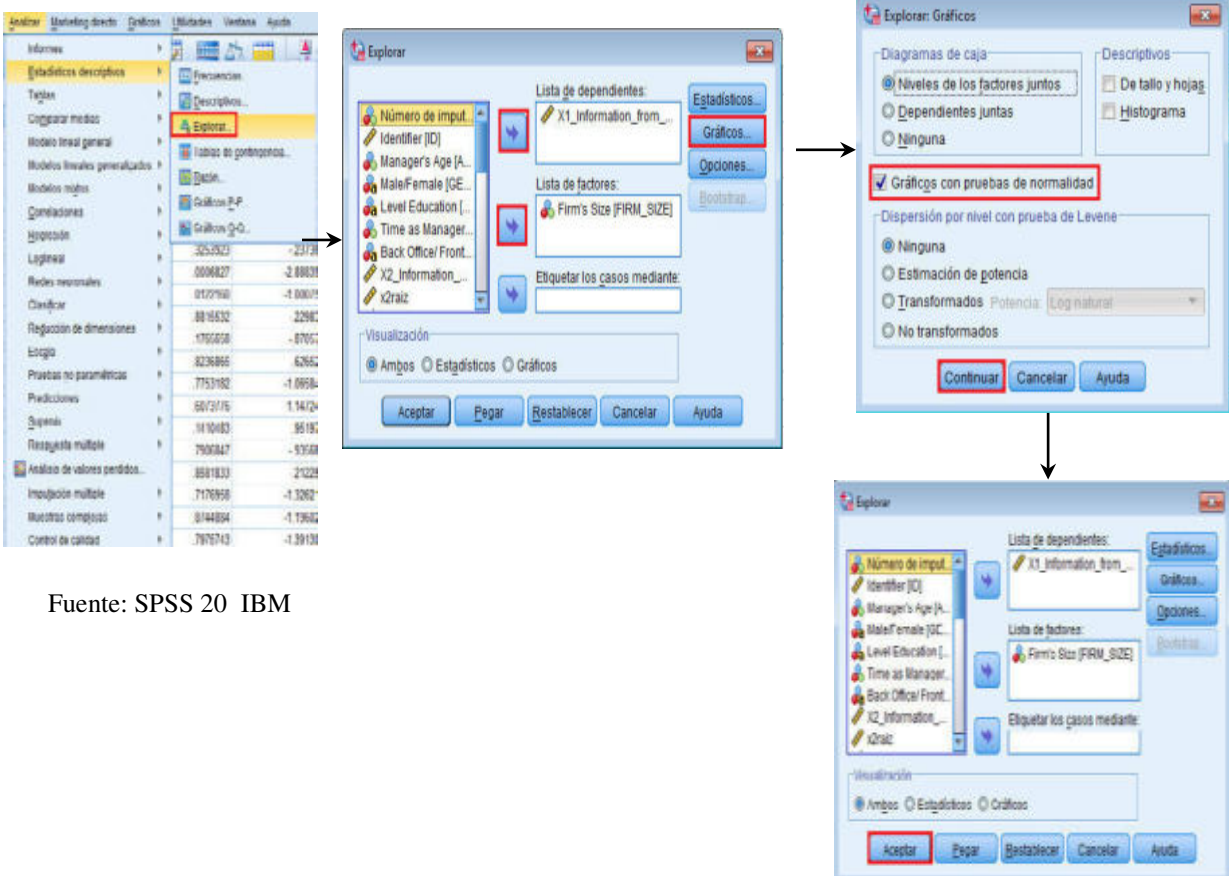 Analizar Marketing directo Gráficos Utilidades Ventana Ayuda
Informes
Estadísticos descriptivos
Tablas
Comparar medias
Modelo lineal general
Modelos lineales generalizados
Modelos mixtos
Correlaciones
Regresión
Loglineal
Redes neuronales
Clasificar
Reducción de dimensiones
Escala
Pruebas no paramétricas
Predicciones
Superviv.
Respuesta múltiple
Análisis de valores perdidos...
Imputación múltiple
Muestras complejas
Control de calidad
Frecuencias...
Descriptivos...
Explorar...
Tablas de contingencia...
Razón...
Gráficos P-P...
Gráficos Q-Q...
Explorar
Número de imput...
Identifier [ID]
Manager's Age [A...
Male/Female [GE...
Level Education [...
Time as Manager...
Back Office/ Front...
X2_Information_...
x2raiz
Lista de dependientes:
X1_Information_from_...
Lista de factores:
Firm's Size [FIRM_SIZE]
Etiquetar los casos mediante:
Estadísticos...
Gráficos...
Opciones...
Bootstrap...
Visualización
Ambos Estadísticos Gráficos
Aceptar Pegar Restablecer Cancelar Ayuda
Explorar: Gráficos
Diagramas de caja
Niveles de los factores juntos
Dependientes juntas
Ninguna
Descriptivos
De tallo y hojas
Histograma
Gráficos con pruebas de normalidad
Dispersión por nivel con prueba de Levene
Ninguna
Estimación de potencia
Transformados Potencia: Log natural
No transformados
Continuar Cancelar Ayuda
Explorar
Número de imput...
Identifier [ID]
Manager's Age [A...
Male/Female [GE...
Level Education [...
Time as Manager...
Back Office/ Front...
X2_Information_...
x2raiz
Lista de dependientes:
X1_Information_from_...
Lista de factores:
Firm's Size [FIRM_SIZE]
Etiquetar los casos mediante:
Estadísticos...
Gráficos...
Opciones...
Bootstrap...
Visualización
Ambos Estadísticos Gráficos
Aceptar Pegar Restablecer Cancelar Ayuda
Fuente: SPSS 20 IBM